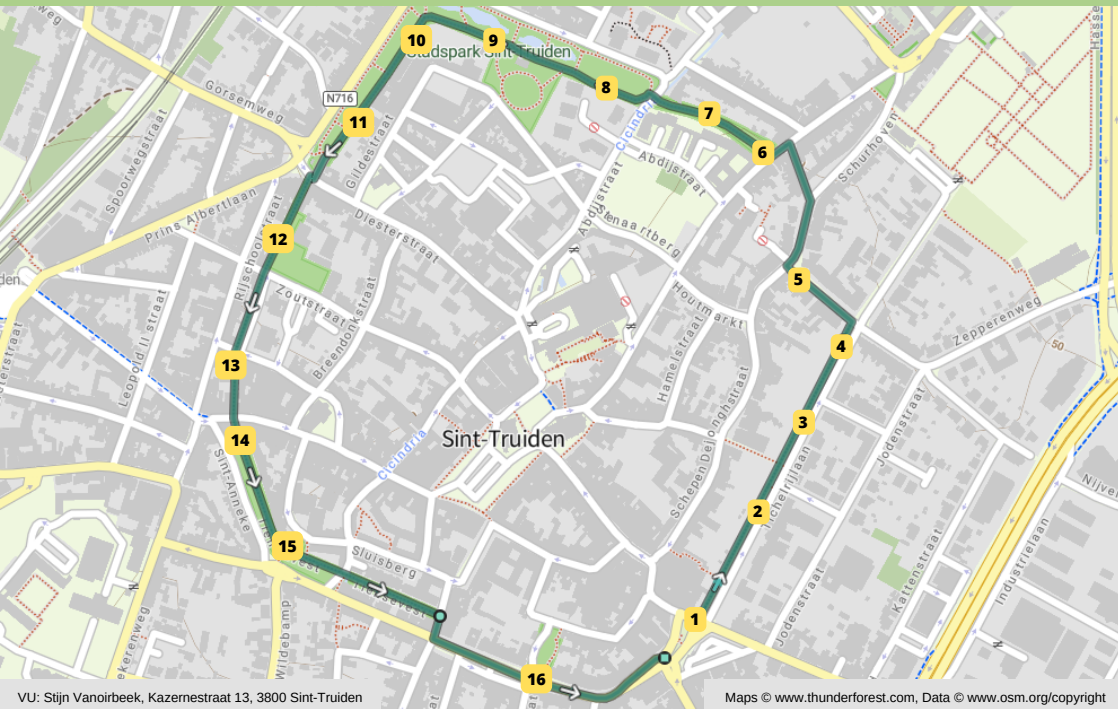 10
9
Stadspark Sint-Truiden
Gorsemweg
N716
8
7
Cicindria
11
6
Spoorwegstraat
Gildestraat
Abdijstraat
Schurhoven
Prins Albertlaan
Diesterstraat
Abdijstraat
Stenaartberg
12
Rijschoolstraat
5
Zoutstraat
Houtmarkt
Zepperenweg
Leopold II straat
Breendonkstraat
4
50
Hamelstraat
13
3
Schepen Dejonghstraat
Jodenstraat
14
Sint-Truiden
Cicindria
Sint-Anneke
2
15
Sluisberg
Kattenstraat
Industrielaan
Jodenstraat
1
Wildebamp
16
VU: Stijn Vanoirbeek, Kazernestraat 13, 3800 Sint-Truiden
Maps © www.thunderforest.com, Data © www.osm.org/copyright